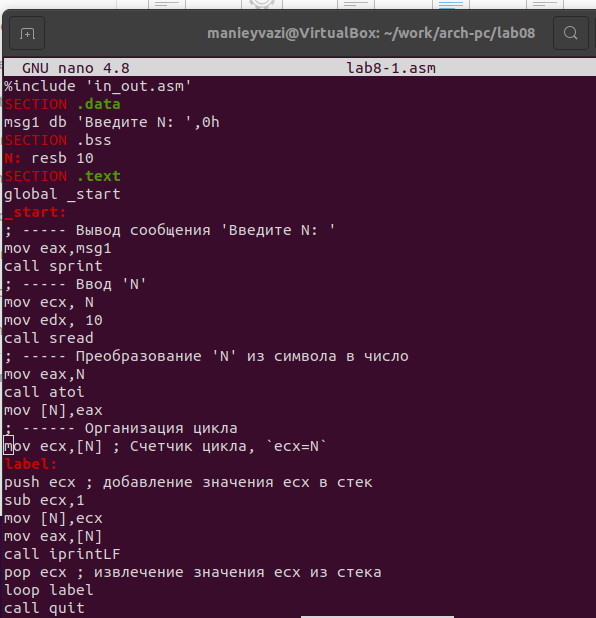 manieyvazi@VirtualBox: ~/work/arch-pc/lab08
GNU nano 4.8 lab8-1.asm
%include 'in_out.asm'
SECTION .data
msg1 db 'Введите N: ',0h
SECTION .bss
N: resb 10
SECTION .text
global _start
_start:
; ----- Вывод сообщения 'Введите N: '
mov eax,msg1
call sprint
; ----- Ввод 'N'
mov ecx, N
mov edx, 10
call sread
; ----- Преобразование 'N' из символа в число
mov eax,N
call atoi
mov [N],eax
; ------ Организация цикла
mov ecx,[N] ; Счетчик цикла, `ecx=N`
label:
push ecx ; добавление значения ecx в стек
sub ecx,1
mov [N],ecx
mov eax,[N]
call iprintLF
pop ecx ; извлечение значения ecx из стека
loop label
call quit